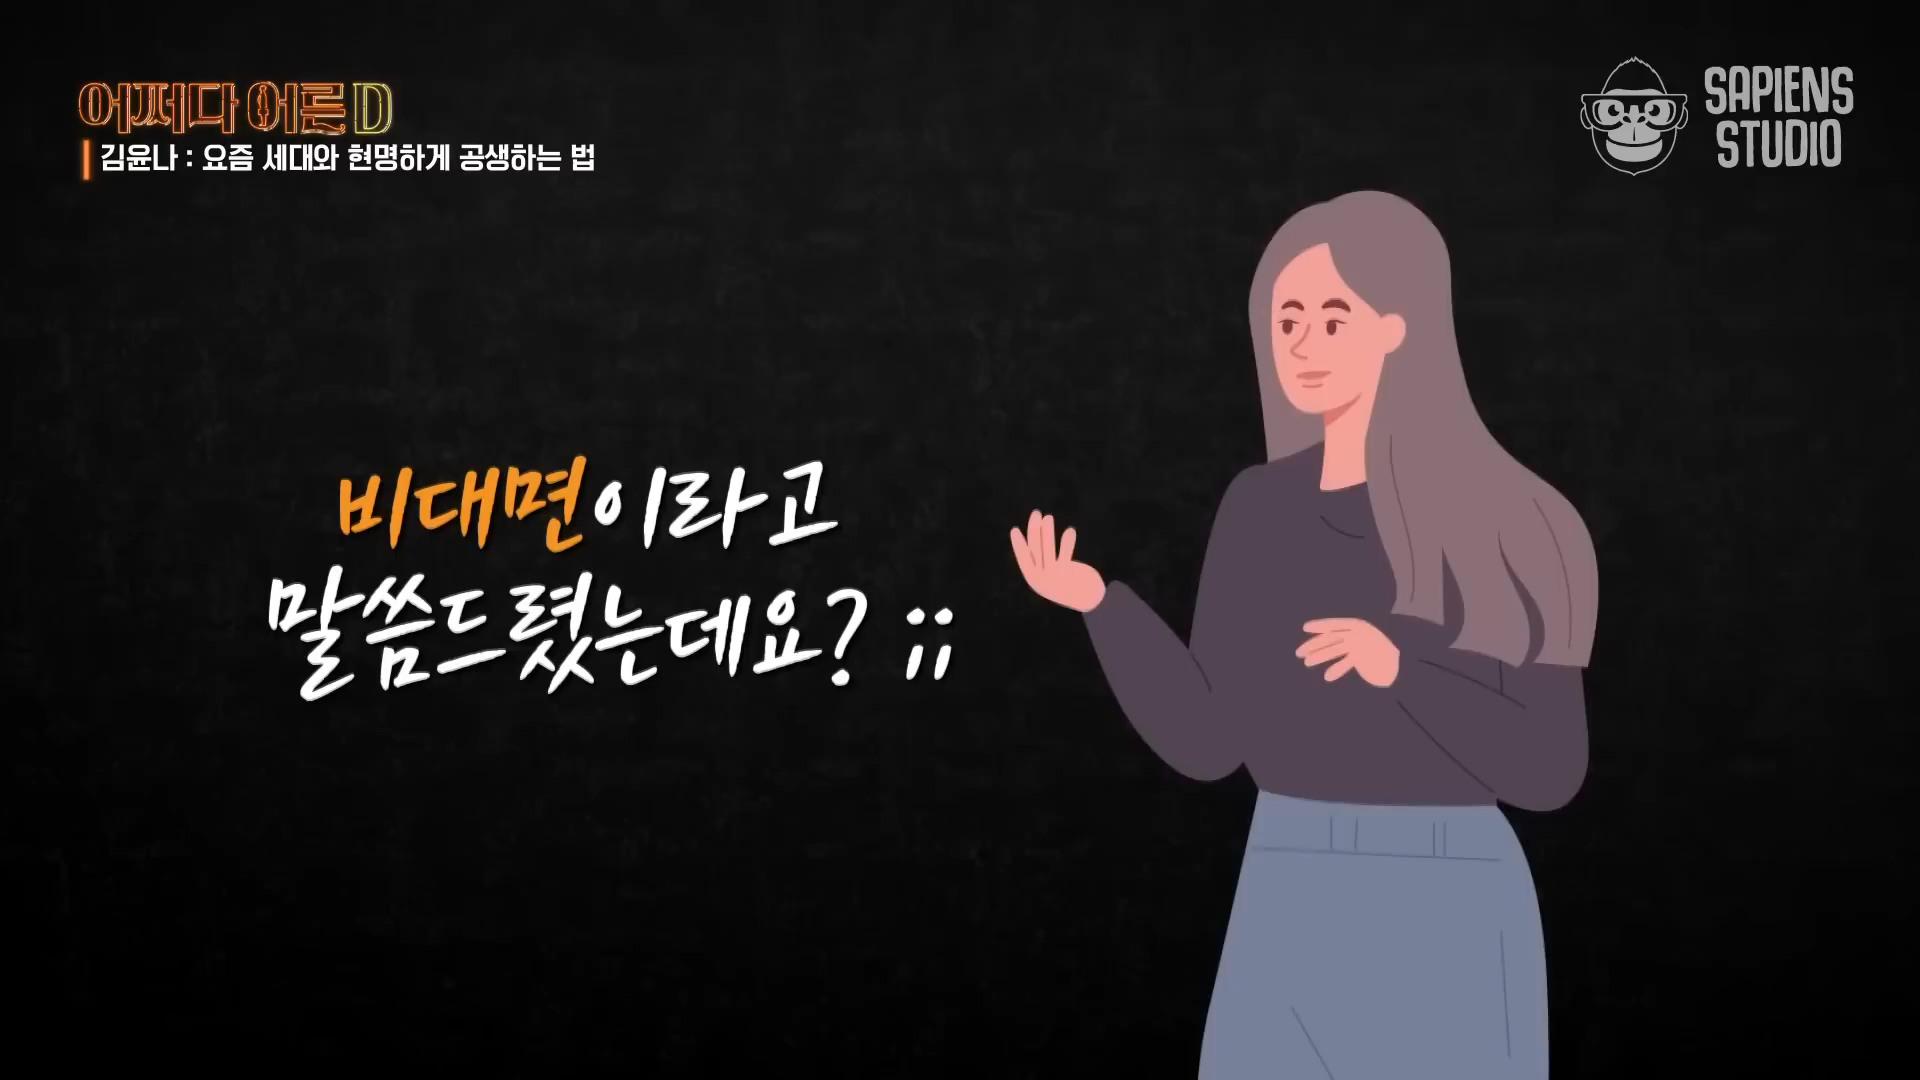 어쩌다 어른 D
김윤나 : 요즘 세대와 현명하게 공생하는 법
SAPIENS
STUDIO
비대면이라고
말씀드렸는데요? ;;